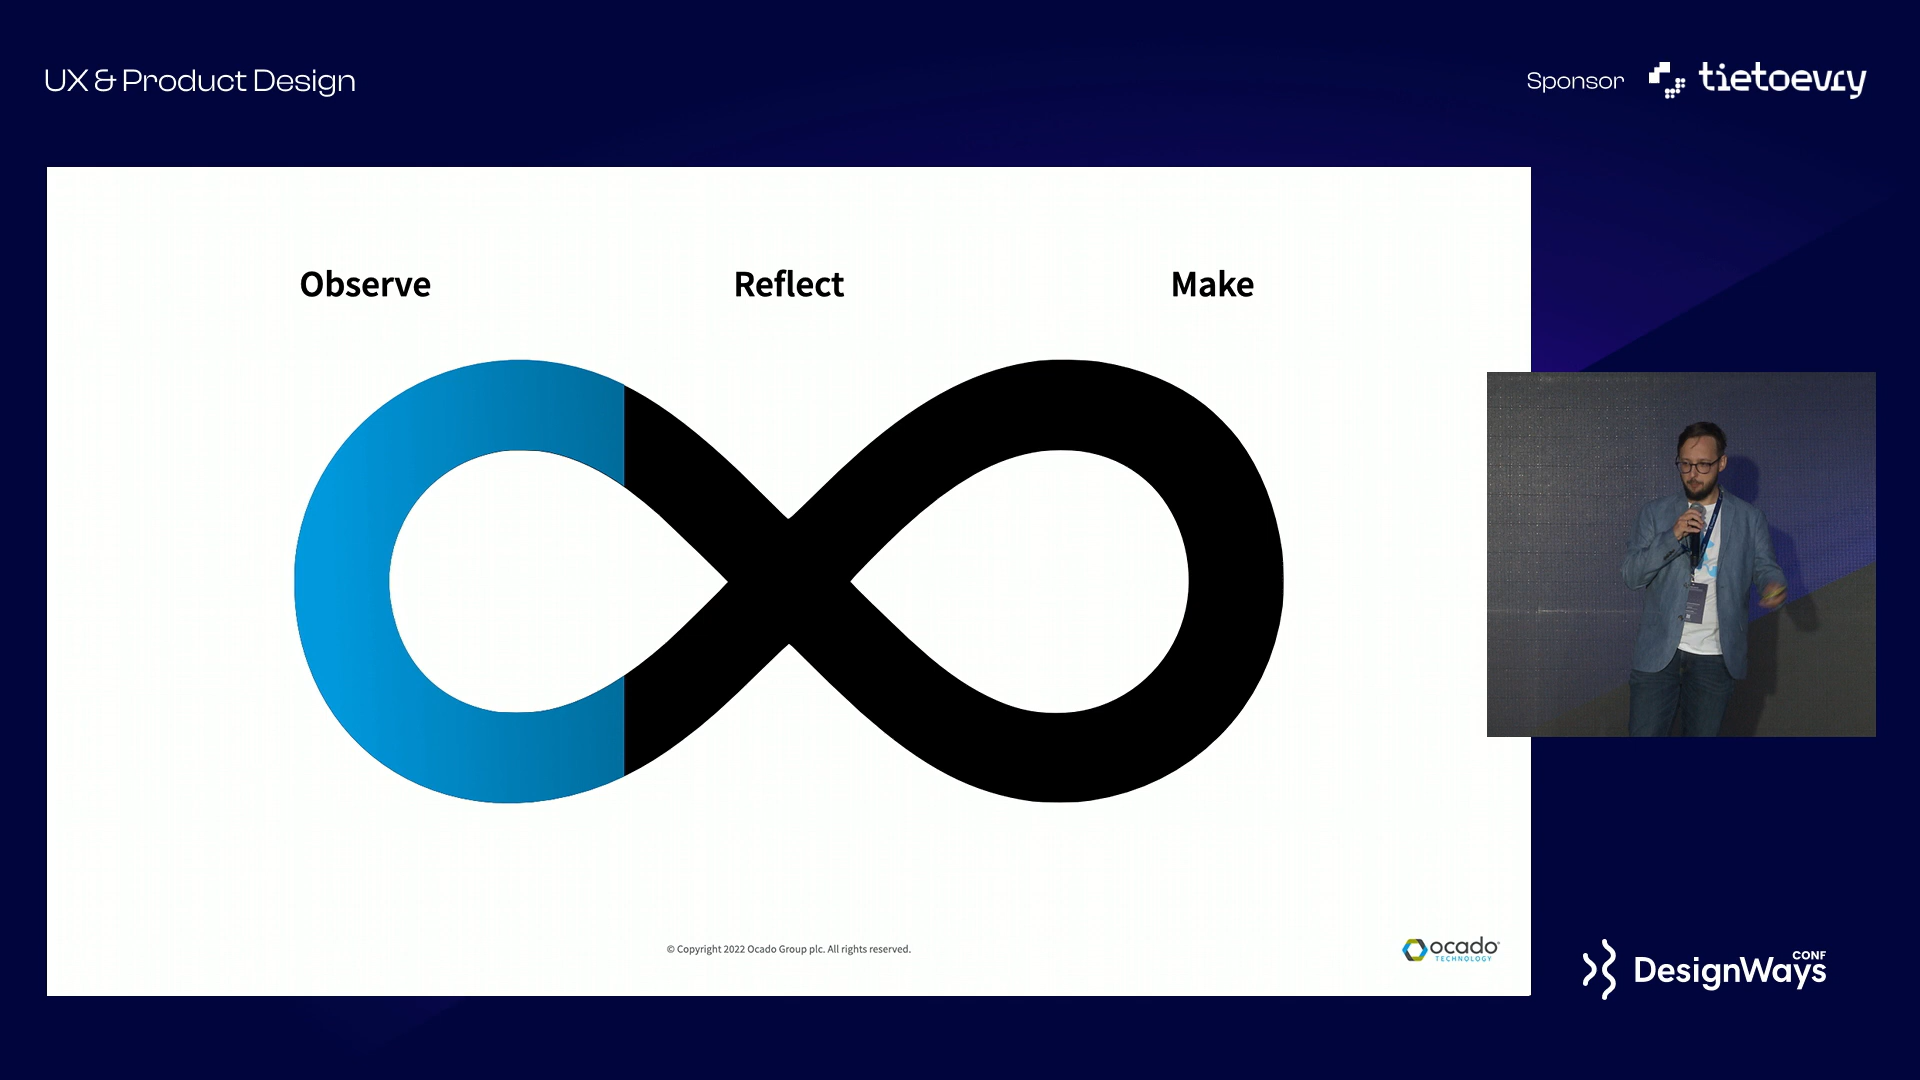 UX & Product Design
Sponsor tietoevry
Observe
Reflect
Make
© Copyright 2022 Ocado Group plc. All rights reserved.
ocado
TECHNOLOGY
DesignWays
CONF